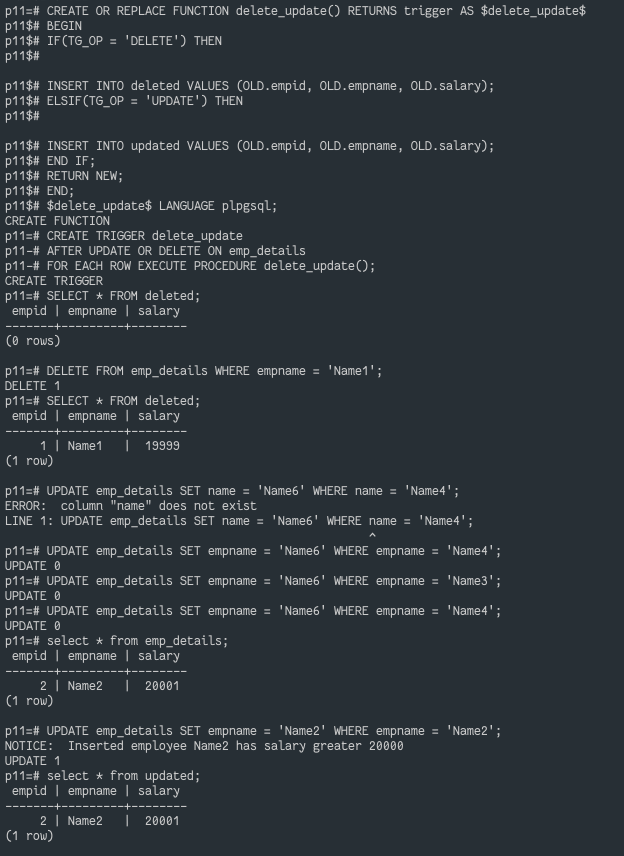 p11=# CREATE OR REPLACE FUNCTION delete_update() RETURNS trigger AS $delete_update$
p11$# BEGIN
p11$# IF(TG_OP = 'DELETE') THEN
p11$#
p11$# INSERT INTO deleted VALUES (OLD.empid, OLD.empname, OLD.salary);
p11$# ELSIF(TG_OP = 'UPDATE') THEN
p11$#
p11$# INSERT INTO updated VALUES (OLD.empid, OLD.empname, OLD.salary);
p11$# END IF;
p11$# RETURN NEW;
p11$# END;
p11$# $delete_update$ LANGUAGE plpgsql;
CREATE FUNCTION
p11=# CREATE TRIGGER delete_update
p11-# AFTER UPDATE OR DELETE ON emp_details
p11-# FOR EACH ROW EXECUTE PROCEDURE delete_update();
CREATE TRIGGER
p11=# SELECT * FROM deleted;
 empid | empname | salary
-------+---------+--------
(0 rows)

p11=# DELETE FROM emp_details WHERE empname = 'Name1';
DELETE 1
p11=# SELECT * FROM deleted;
 empid | empname | salary
-------+---------+--------
     1 | Name1   |  19999
(1 row)

p11=# UPDATE emp_details SET name = 'Name6' WHERE name = 'Name4';
ERROR:  column "name" does not exist
LINE 1: UPDATE emp_details SET name = 'Name6' WHERE name = 'Name4';
                                                    ^
p11=# UPDATE emp_details SET empname = 'Name6' WHERE empname = 'Name4';
UPDATE 0
p11=# UPDATE emp_details SET empname = 'Name6' WHERE empname = 'Name3';
UPDATE 0
p11=# UPDATE emp_details SET empname = 'Name6' WHERE empname = 'Name4';
UPDATE 0
p11=# select * from emp_details;
 empid | empname | salary
-------+---------+--------
     2 | Name2   |  20001
(1 row)

p11=# UPDATE emp_details SET empname = 'Name2' WHERE empname = 'Name2';
NOTICE:  Inserted employee Name2 has salary greater 20000
UPDATE 1
p11=# select * from updated;
 empid | empname | salary
-------+---------+--------
     2 | Name2   |  20001
(1 row)